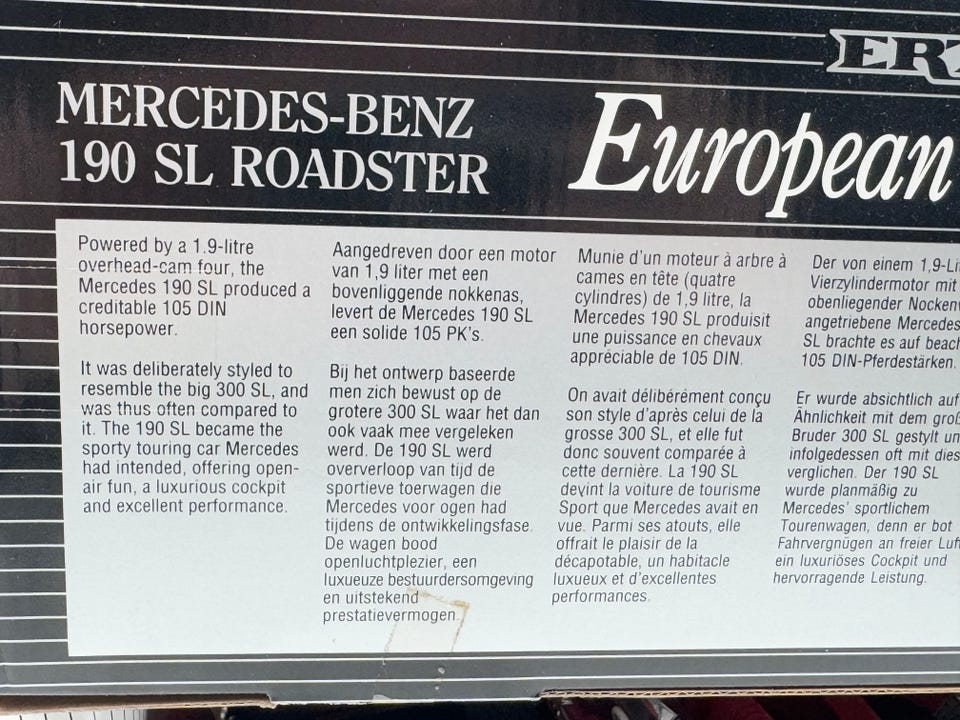 MERCEDES-BENZ
190 SL ROADSTER
European
Powered by a 1.9-litre
overhead-cam four, the
Mercedes 190 SL produced a
creditable 105 DIN
horsepower.
It was deliberately styled to
resemble the big 300 SL, and
was thus often compared to
it. The 190 SL became the
sporty touring car Mercedes
had intended, offering open-
air fun, a luxurious cockpit
and excellent performance.
Aangedreven door een motor
van 1,9 liter met een
bovenliggende nokkenas,
levert de Mercedes 190 SL
een solide 105 PK's.
Bij het ontwerp baseerde
men zich bewust op de
grotere 300 SL waar het dan
ook vaak mee vergeleken
werd. De 190 SL werd
oververloop van tijd de
sportieve toerwagen die
Mercedes voor ogen had
tijdens de ontwikkelingsfase.
De wagen bood
openluchtplezier, een
luxueuze bestuurdersomgeving
en uitstekend
prestatievermogen.
Munie d'un moteur à arbre à
cames en tête (quatre
cylindres) de 1,9 litre, la
Mercedes 190 SL produisit
une puissance en chevaux
appréciable de 105 DIN.
On avait délibérément conçu
son style d'après celui de la
grosse 300 SL, et elle fut
donc souvent comparée à
cette dernière. La 190 SL
devint la voiture de tourisme
Sport que Mercedes avait en
vue. Parmi ses atouts, elle
offrait le plaisir de la
décapotable, un habitacle
luxueux et d'excellentes
performances.
Der von einem
Vierzylindermotor mit
obenliegender
angetriebene Mercedes
SL brachte es auf
105 DIN-Pferdestärken.
Er wurde absichtlich auf
Ähnlichkeit mit dem
Bruder 300 SL gestylt
infolgedessen oft mit
verglichen. Der 190 SL
wurde planmäßig zu
Mercedes' sportlichem
Tourenwagen, denn er bot
Fahrvergnügen an freier
ein luxuriöses Cockpit und
hervorragende Leistung.